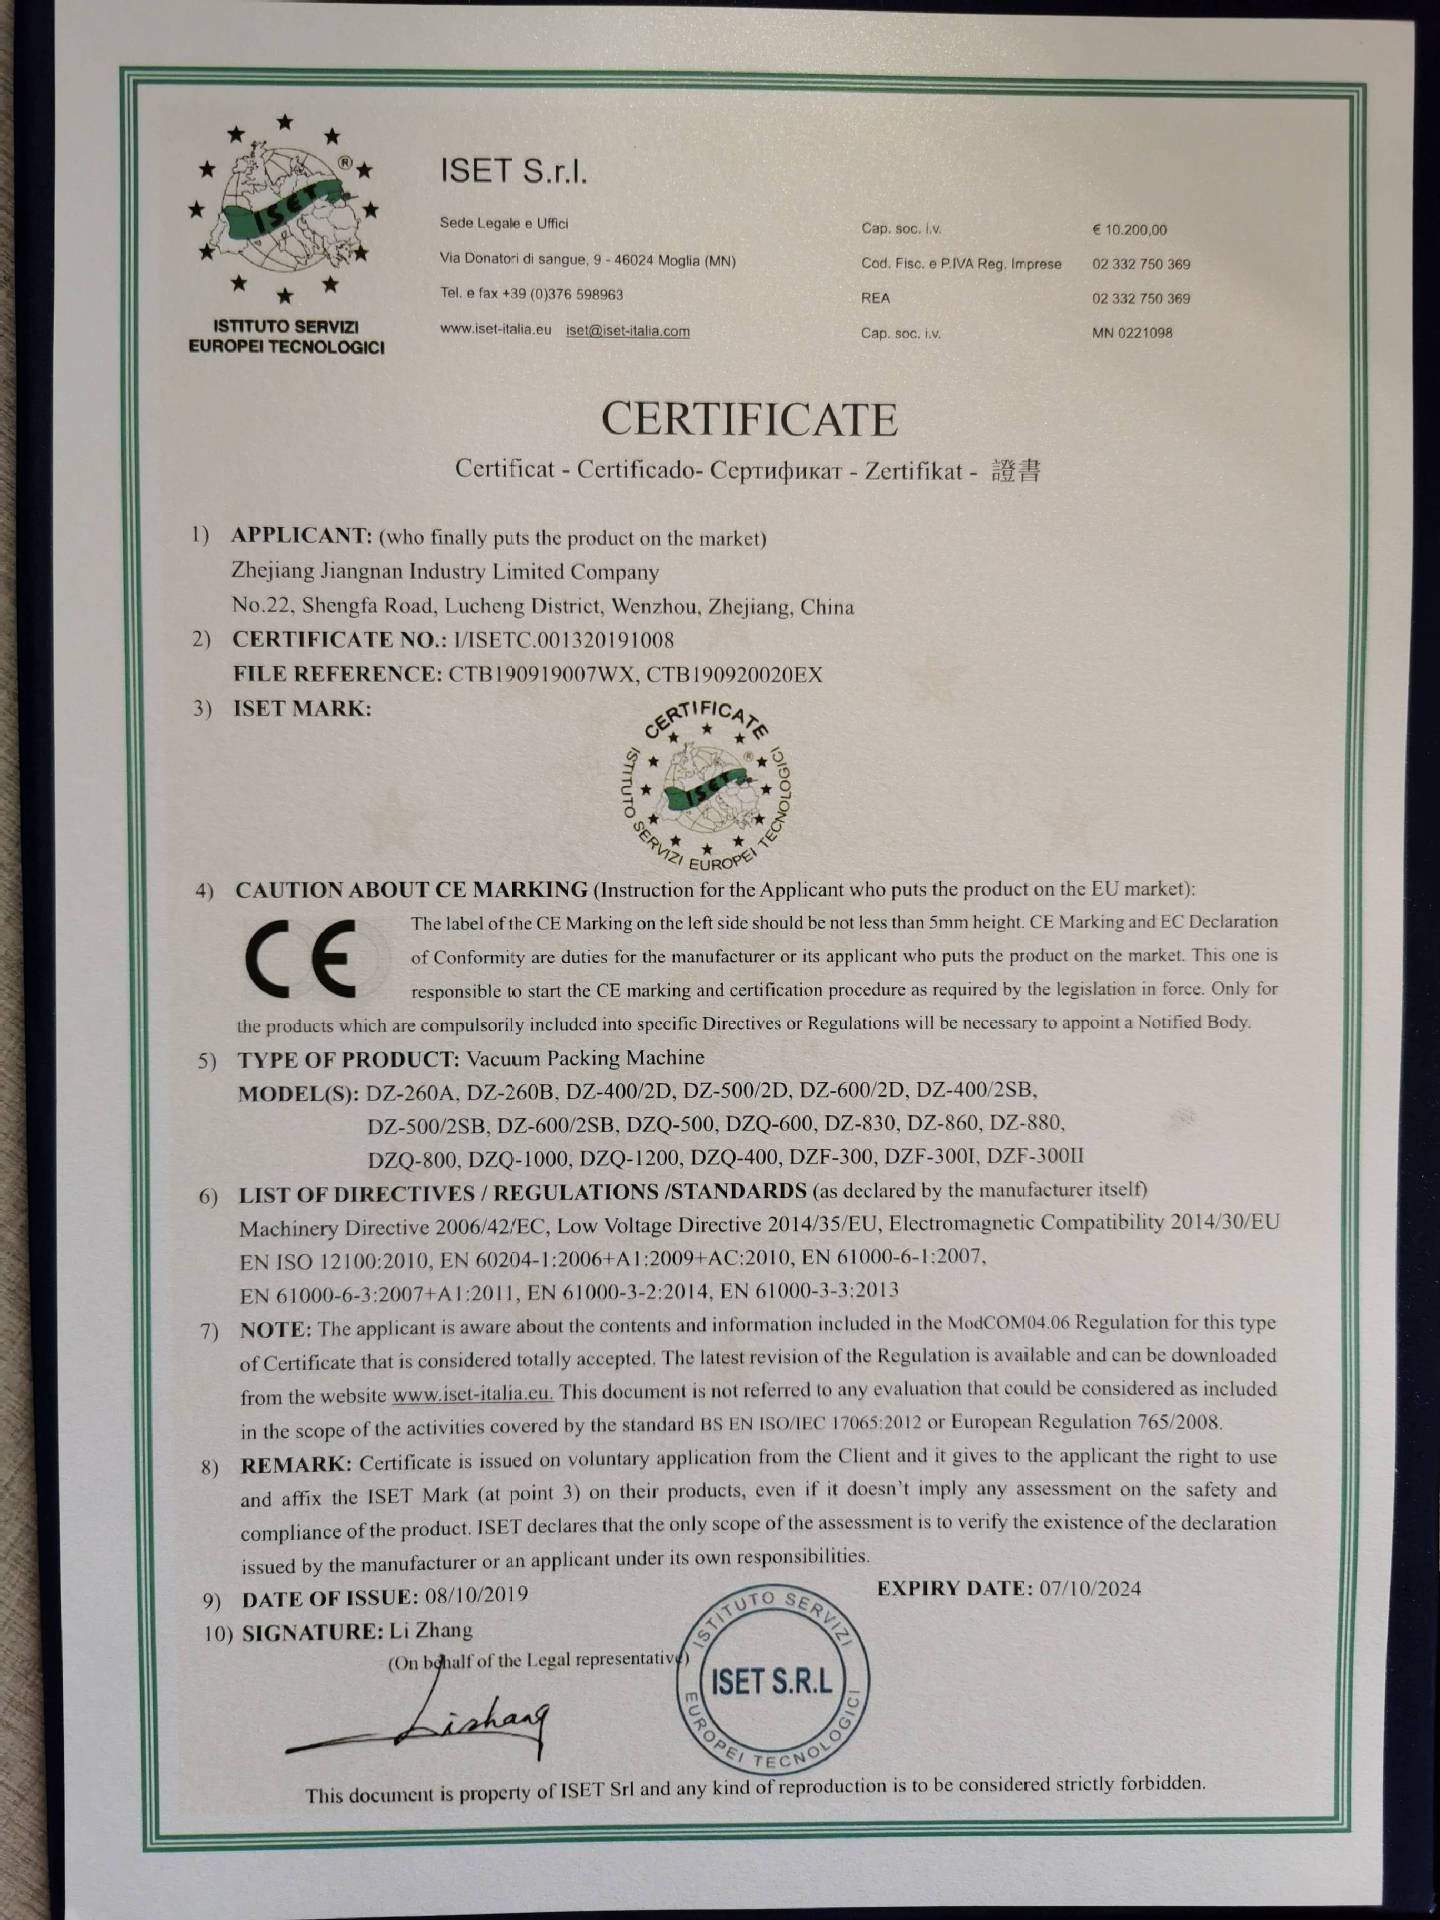 ISET
®
ISTITUTO SERVIZI
EUROPEI TECNOLOGICI
ISET S.r.l.
Sede Legale e Uffici
Via Donatori di sangue, 9 - 46024 Moglia (MN)
Tel. e fax +39 (0)376 598963
www.iset-italia.eu iset@iset-italia.com
Cap. soc. i.v. € 10.200,00
Cod. Fisc. e P.IVA Reg. Imprese 02 332 750 369
REA 02 332 750 369
Cap. soc. i.v. MN 0221098
CERTIFICATE
Certificat - Certificado- Сертификат - Zertifikat - 證書
1) APPLICANT: (who finally puts the product on the market)
Zhejiang Jiangnan Industry Limited Company
No.22, Shengfa Road, Lucheng District, Wenzhou, Zhejiang, China
2) CERTIFICATE NO.: I/ISETC.001320191008
FILE REFERENCE: CTB190919007WX, CTB190920020EX
3) ISET MARK:
CERTIFICATE
ISET
®
ISTITUTO SERVIZI EUROPEI TECNOLOGICI
4) CAUTION ABOUT CE MARKING (Instruction for the Applicant who puts the product on the EU market):
CE
The label of the CE Marking on the left side should be not less than 5mm height. CE Marking and EC Declaration
of Conformity are duties for the manufacturer or its applicant who puts the product on the market. This one is
responsible to start the CE marking and certification procedure as required by the legislation in force. Only for
the products which are compulsorily included into specific Directives or Regulations will be necessary to appoint a Notified Body.
5) TYPE OF PRODUCT: Vacuum Packing Machine
MODEL(S): DZ-260A, DZ-260B, DZ-400/2D, DZ-500/2D, DZ-600/2D, DZ-400/2SB,
DZ-500/2SB, DZ-600/2SB, DZQ-500, DZQ-600, DZ-830, DZ-860, DZ-880,
DZQ-800, DZQ-1000, DZQ-1200, DZQ-400, DZF-300, DZF-300I, DZF-300II
6) LIST OF DIRECTIVES / REGULATIONS /STANDARDS (as declared by the manufacturer itself)
Machinery Directive 2006/42/EC, Low Voltage Directive 2014/35/EU, Electromagnetic Compatibility 2014/30/EU
EN ISO 12100:2010, EN 60204-1:2006+A1:2009+AC:2010, EN 61000-6-1:2007,
EN 61000-6-3:2007+A1:2011, EN 61000-3-2:2014, EN 61000-3-3:2013
7) NOTE: The applicant is aware about the contents and information included in the ModCOM04.06 Regulation for this type
of Certificate that is considered totally accepted. The latest revision of the Regulation is available and can be downloaded
from the website www.iset-italia.eu. This document is not referred to any evaluation that could be considered as included
in the scope of the activities covered by the standard BS EN ISO/IEC 17065:2012 or European Regulation 765/2008.
8) REMARK: Certificate is issued on voluntary application from the Client and it gives to the applicant the right to use
and affix the ISET Mark (at point 3) on their products, even if it doesn't imply any assessment on the safety and
compliance of the product. ISET declares that the only scope of the assessment is to verify the existence of the declaration
issued by the manufacturer or an applicant under its own responsibilities.
9) DATE OF ISSUE: 08/10/2019 EXPIRY DATE: 07/10/2024
10) SIGNATURE: Li Zhang
(On behalf of the Legal representative)
Lizhang
ISTITUTO SERVIZI
ISET S.R.L
EUROPEI TECNOLOGICI
This document is property of ISET Srl and any kind of reproduction is to be considered strictly forbidden.